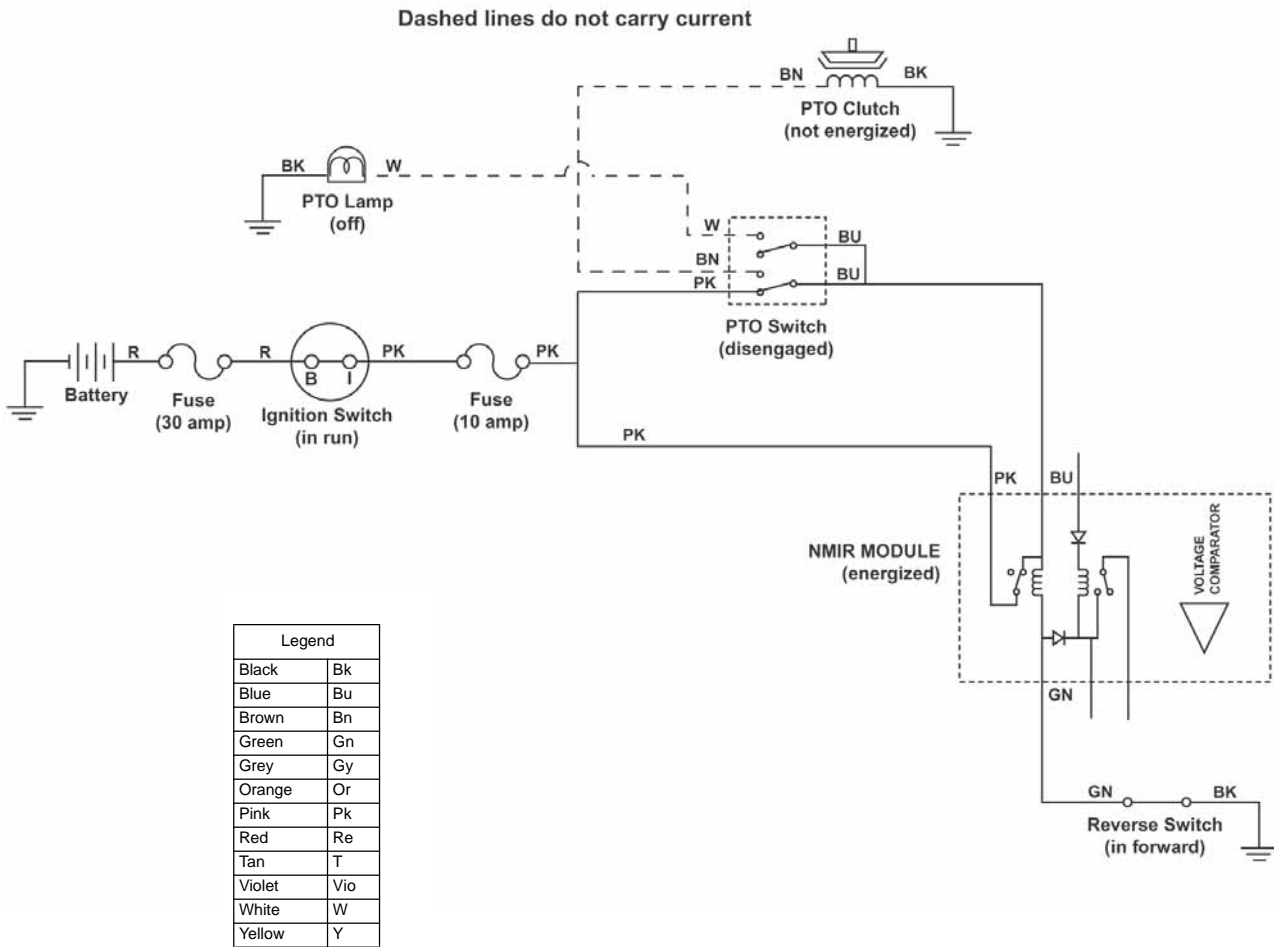 Dashed lines do not carry current
BN
BK
PTO Clutch
(not energized)
BK
W
PTO Lamp
(off)
W
BU
BN
BU
PK
PTO Switch
(disengaged)
R
R
PK
PK
B
I
Battery
Fuse
(30 amp)
Ignition Switch
(in run)
Fuse
(10 amp)
PK
PK
BU
NMIR MODULE
(energized)
VOLTAGE
COMPARATOR
GN
GN
BK
Reverse Switch
(in forward)
Legend
Black Bk
Blue Bu
Brown Bn
Green Gn
Grey Gy
Orange Or
Pink Pk
Red Re
Tan T
Violet Vio
White W
Yellow Y